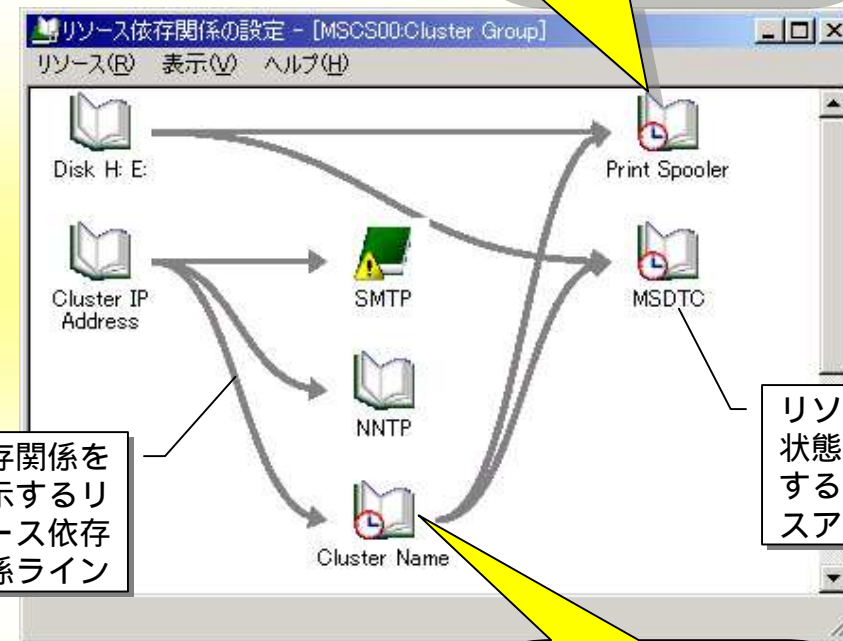 リソース依存関係の設定 - [MSCS00:Cluster Group]
リソース(R) 表示(V) ヘルプ(H)
Disk H: E:
Print Spooler
Cluster IP
Address
SMTP
MSDTC
NNTP
Cluster Name
存関係を
示するリ
ース依存
係ライン
リソ
状態
する
スア